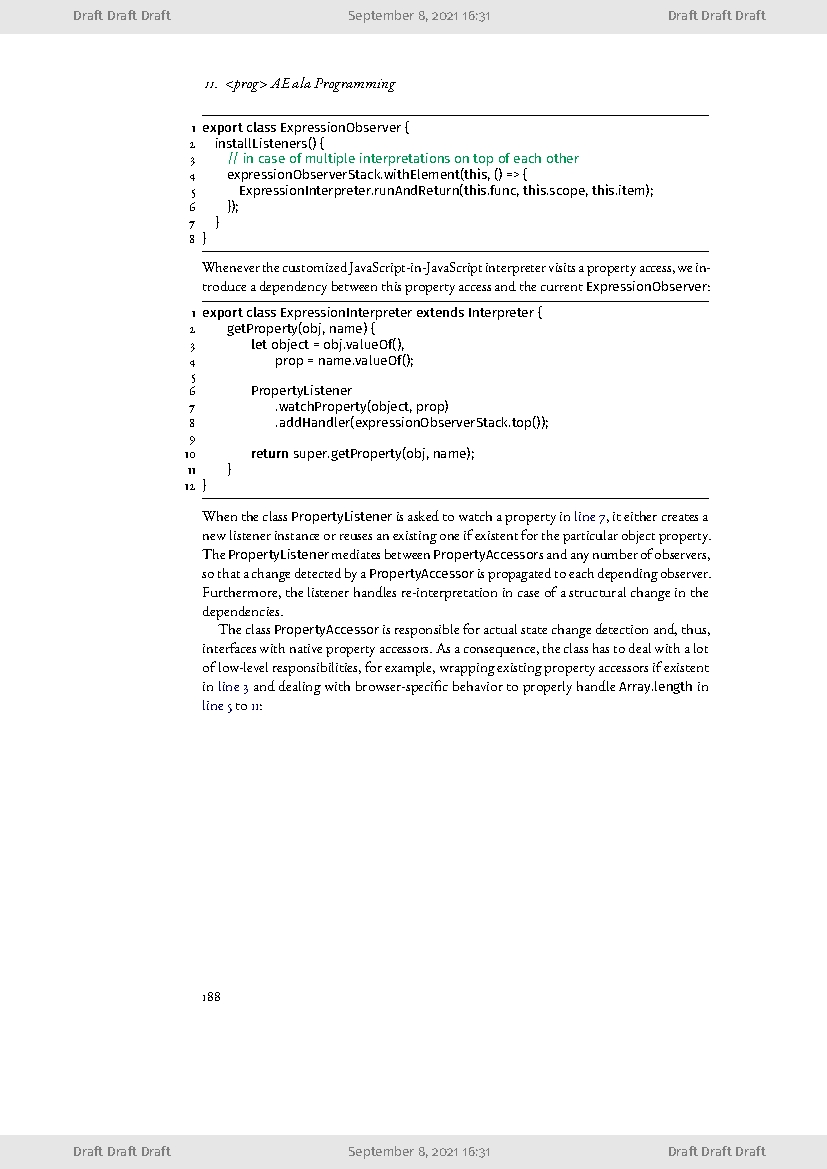 Draft Draft Draft September 8, 2021 16:31 Draft Draft Draft
11. <prog> AE ala Programming
1 export class ExpressionObserver {
2 installListeners() {
3 // in case of multiple interpretations on top of each other
4 expressionObserverStack.withElement(this, () => {
5 ExpressionInterpreter.runAndReturn(this.func, this.scope, this.item);
6 });
7 }
8 }
Whenever the customized JavaScript-in-JavaScript interpreter visits a property access, we in-
troduce a dependency between this property access and the current ExpressionObserver:
1 export class ExpressionInterpreter extends Interpreter {
2 getProperty(obj, name) {
3 let object = obj.valueOf(),
4 prop = name.valueOf();
5
6 PropertyListener
7 .watchProperty(object, prop)
8 .addHandler(expressionObserverStack.top());
9
10 return super.getProperty(obj, name);
11 }
12 }
When the class PropertyListener is asked to watch a property in line 7, it either creates a
new listener instance or reuses an existing one if existent for the particular object property.
The PropertyListener mediates between PropertyAccessors and any number of observers,
so that a change detected by a PropertyAccessor is propagated to each depending observer.
Furthermore, the listener handles re-interpretation in case of a structural change in the
dependencies.
The class PropertyAccessor is responsible for actual state change detection and, thus,
interfaces with native property accessors. As a consequence, the class has to deal with a lot
of low-level responsibilities, for example, wrapping existing property accessors if existent
in line 3 and dealing with browser-specific behavior to properly handle Array.length in
line 5 to 11:
188
Draft Draft Draft September 8, 2021 16:31 Draft Draft Draft